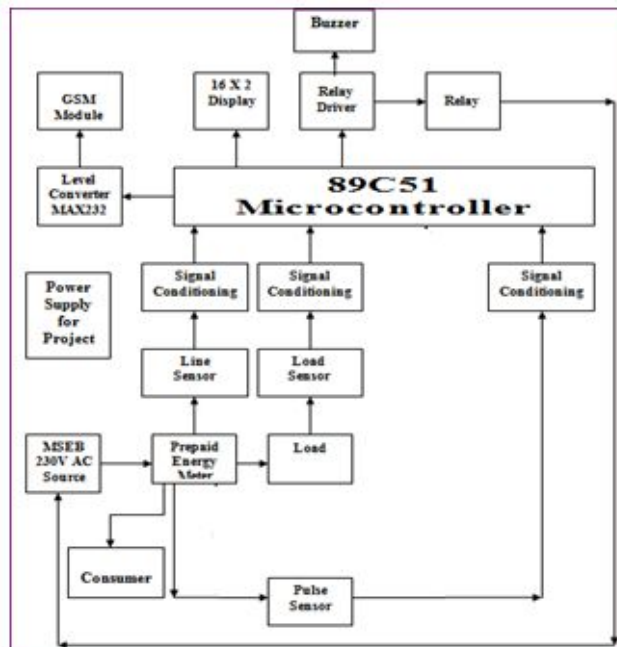 Buzzer
GSM
Module
16 X 2
Display
Relay
Driver
Relay
Level
Converter
MAX232
89C51
Microcontroller
Signal
Conditioning
Signal
Conditioning
Signal
Conditioning
Power
Supply
for
Project
Line
Sensor
Load Sensor
MSEB
230V AC
Source
Prepaid
Energy
Meter
Load
Consumer
Pulse
Sensor